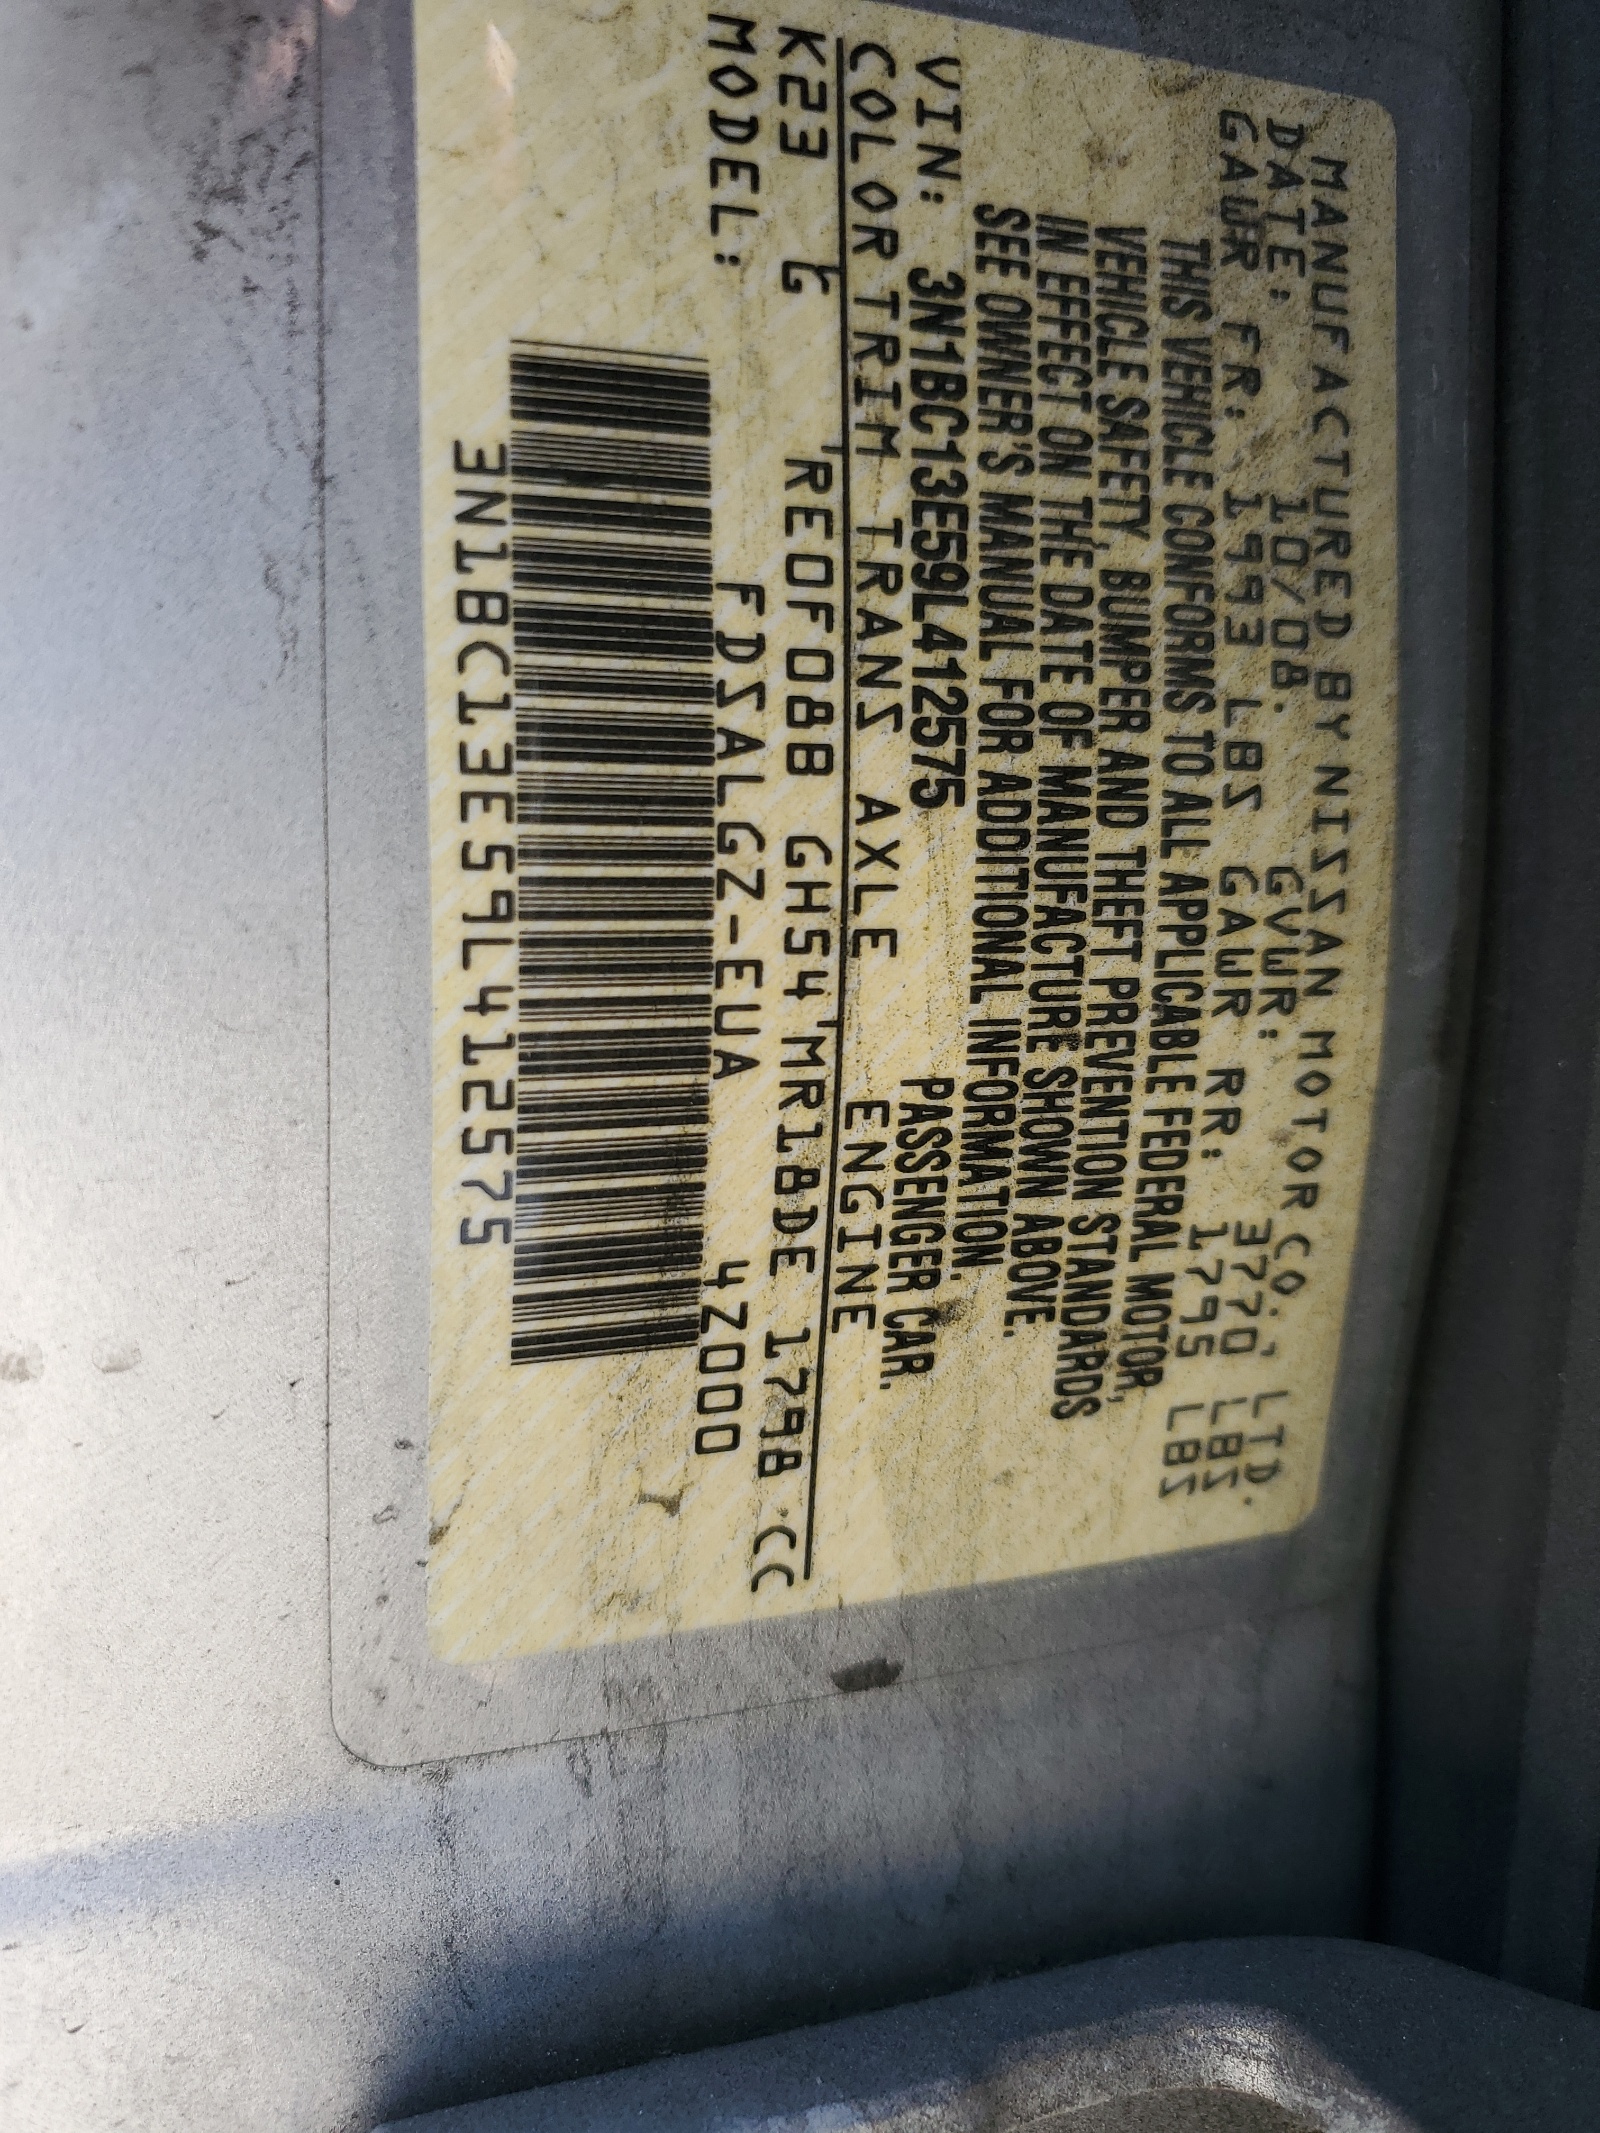 MANUFACTURED BY NISSAN MOTOR CO., LTD.
DATE: 10/08. GVWR: 3770 LBS
GAWR FR: 1993 LBS GAWR RR: 1795 LBS
THIS VEHICLE CONFORMS TO ALL APPLICABLE FEDERAL MOTOR
VEHICLE SAFETY, BUMPER AND THEFT PREVENTION STANDARDS,
IN EFFECT ON THE DATE OF MANUFACTURE SHOWN ABOVE.
SEE OWNER'S MANUAL FOR ADDITIONAL INFORMATION.
VIN: 3N1BC13E59L412575 PASSENGER CAR.
COLOR TRIM TRANS AXLE ENGINE
K23 G RE0F08B GH54 MR18DE 1798 CC
MODEL: FDSALGZ-EUA 4Z000
3N1BC13E59L412575